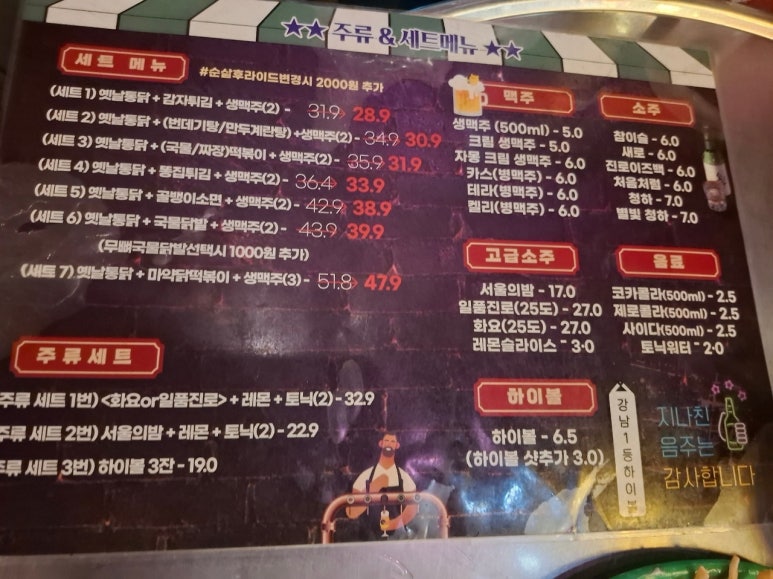 ★★ 주류 & 세트메뉴 ★★
세트 메뉴
#순살후라이드변경시 2000원 추가
(세트 1) 옛날통닭 + 감자튀김 + 생맥주(2) - 31.9 28.9
(세트 2) 옛날통닭 + (번데기탕/만두계란탕) +생맥주(2) - 34.9 30.9
(세트 3) 옛날통닭 + (국물/짜장)떡볶이 + 생맥주(2) - 35.9 31.9
(세트 4) 옛날통닭 + 똥집튀김 + 생맥주(2) - 36.4 33.9
(세트 5) 옛날통닭 + 골뱅이소면 + 생맥주(2) - 42.9 38.9
(세트 6) 옛날통닭 + 국물닭발 + 생맥주(2) - 43.9 39.9
(무뼈국물닭발선택시 1000원 추가)
(세트 7) 옛날통닭 + 마약닭떡볶이 + 생맥주(3) - 51.8 47.9
주류세트
주류 세트 1번) <화요or일품진로> + 레몬 + 토닉(2) - 32.9
주류 세트 2번) 서울의밤 + 레몬 + 토닉(2) - 22.9
주류 세트 3번) 하이볼 3잔 - 19.0
맥주
생맥주 (500ml) - 5.0
크림 생맥주 - 5.0
자몽 크림 생맥주 - 6.0
카스(병맥주) - 6.0
테라(병맥주) - 6.0
켈리(병맥주) - 6.0
소주
참이슬 - 6.0
새로 - 6.0
진로이즈백 - 6.0
처음처럼 - 6.0
청하 - 7.0
별빛 청하 - 7.0
고급소주
서울의밤 - 17.0
일품진로(25도) - 27.0
화요(25도) - 27.0
레몬슬라이스 - 3.0
음료
코카콜라(500ml) - 2.5
제로콜라(500ml) - 2.5
사이다(500ml) - 2.5
토닉워터 - 2.0
하이볼
하이볼 - 6.5
(하이볼 샷추가 3.0)
강남1등하이볼
지나친
음주는
감사합니다